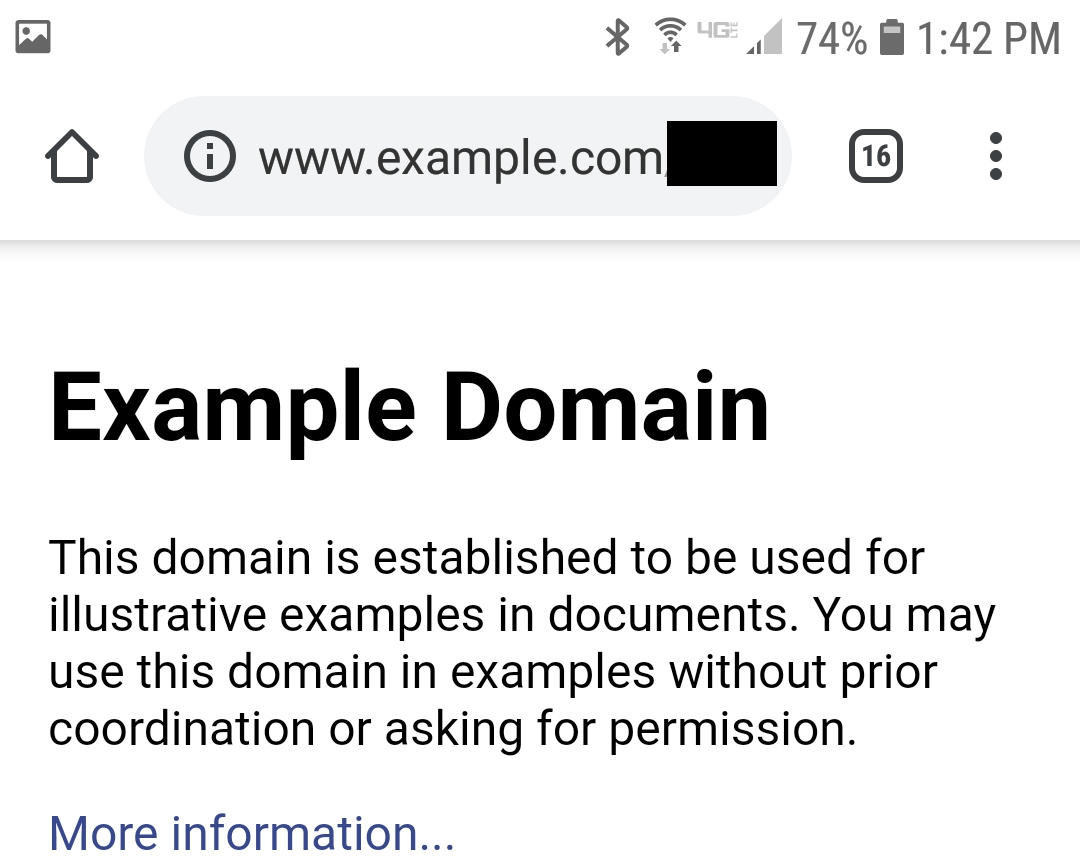 4G 74% 1:42 PM
www.example.com 16
Example Domain
This domain is established to be used for
illustrative examples in documents. You may
use this domain in examples without prior
coordination or asking for permission.
More information...